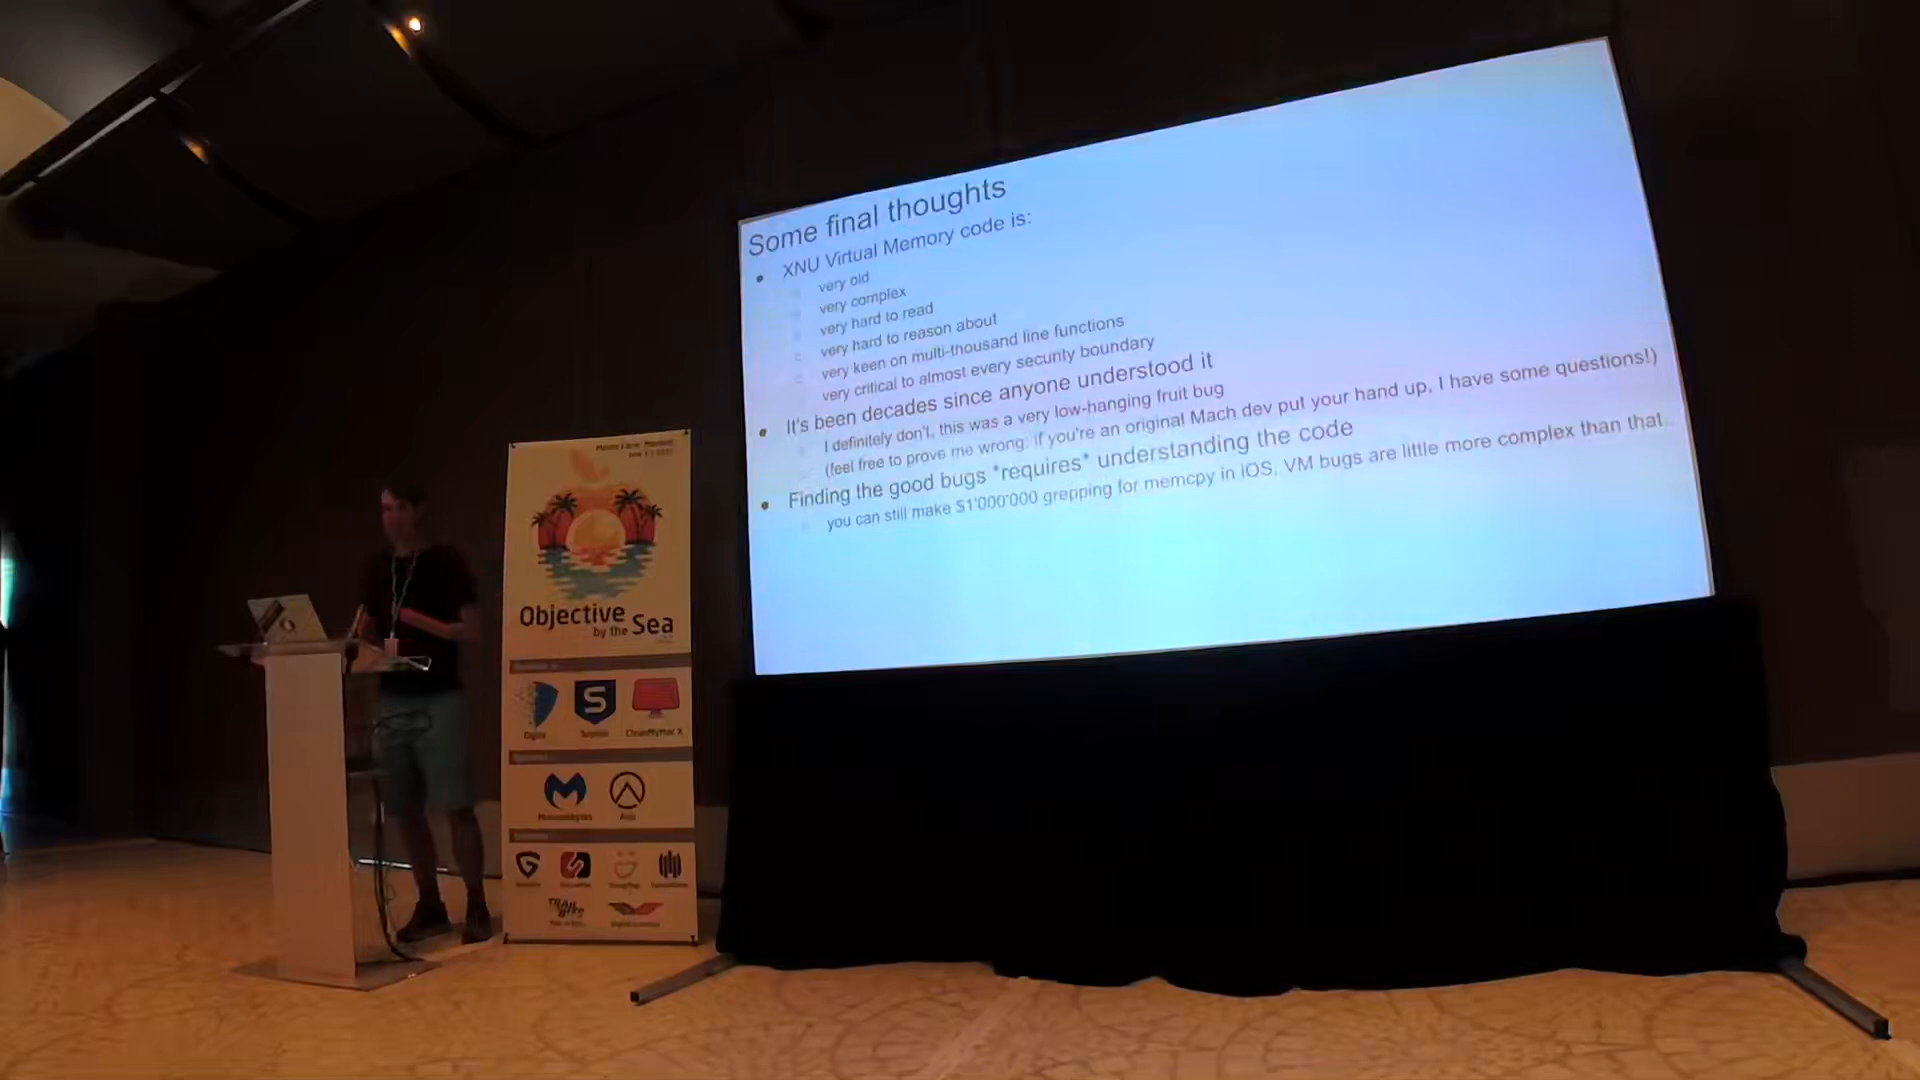 Some final thoughts
XNU Virtual Memory code is:
very old
very complex
very hard to read
very hard to reason about
very keen on multi-thousand line functions
very critical to almost every security boundary
It's been decades since anyone understood it
I definitely don't, this was a very low-hanging fruit bug
(feel free to prove me wrong: if you're an original Mach dev put your hand up, I have some questions!)
Finding the good bugs *requires* understanding the code
you can still make $1'000'000 grepping for memcpy in iOS, VM bugs are little more complex than that...
Objective
by the Sea
CleanMyMac X
Malwarebytes